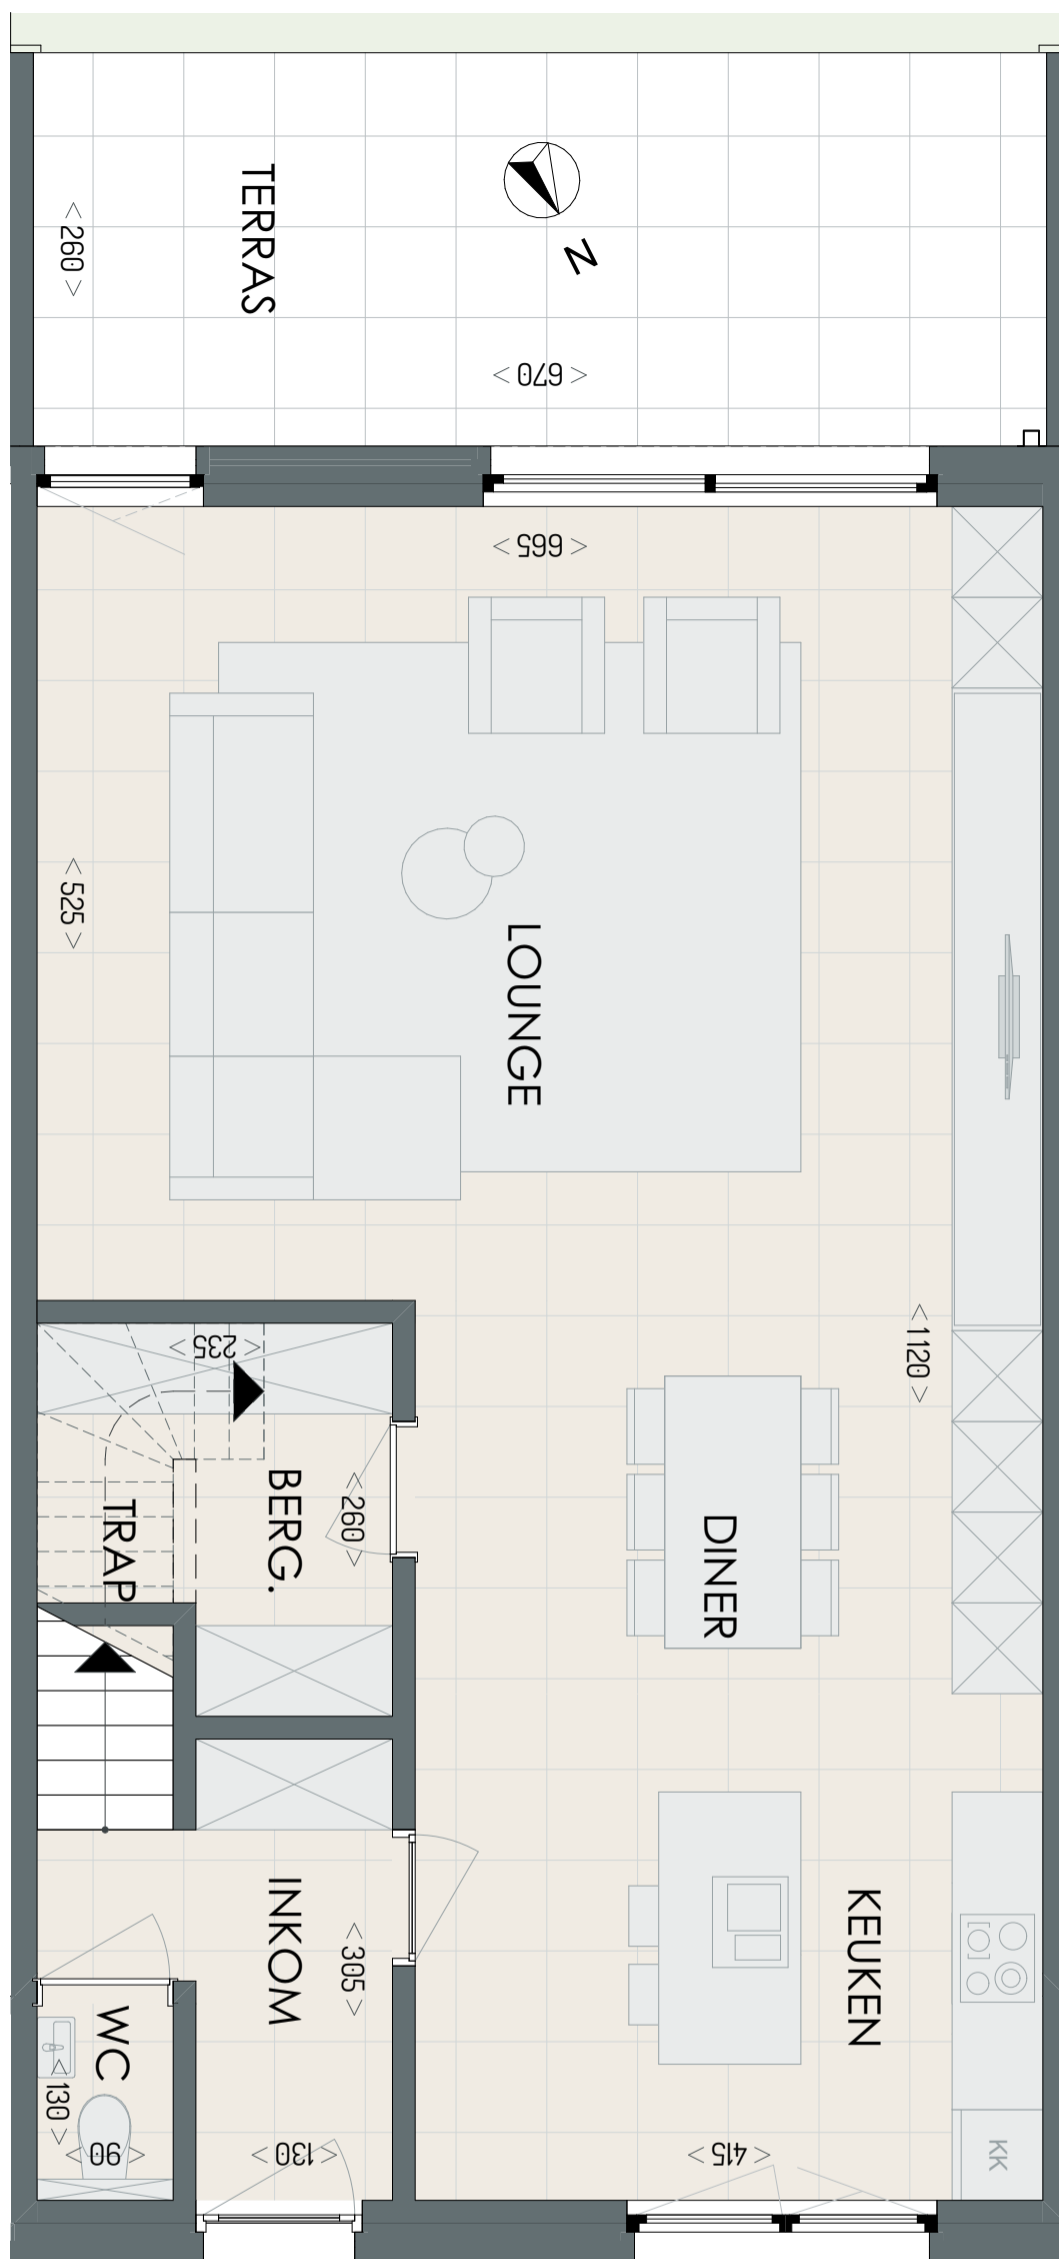 TERRAS
< 260 >
N
< 670 >
< 665 >
< 525 >
LOUNGE
< 1120 >
< 235 >
BERG.
< 260 >
TRAP
DINER
KEUKEN
INKOM
< 305 >
WC
< 130 >
< 90 >
< 130 >
< 415 >
KK